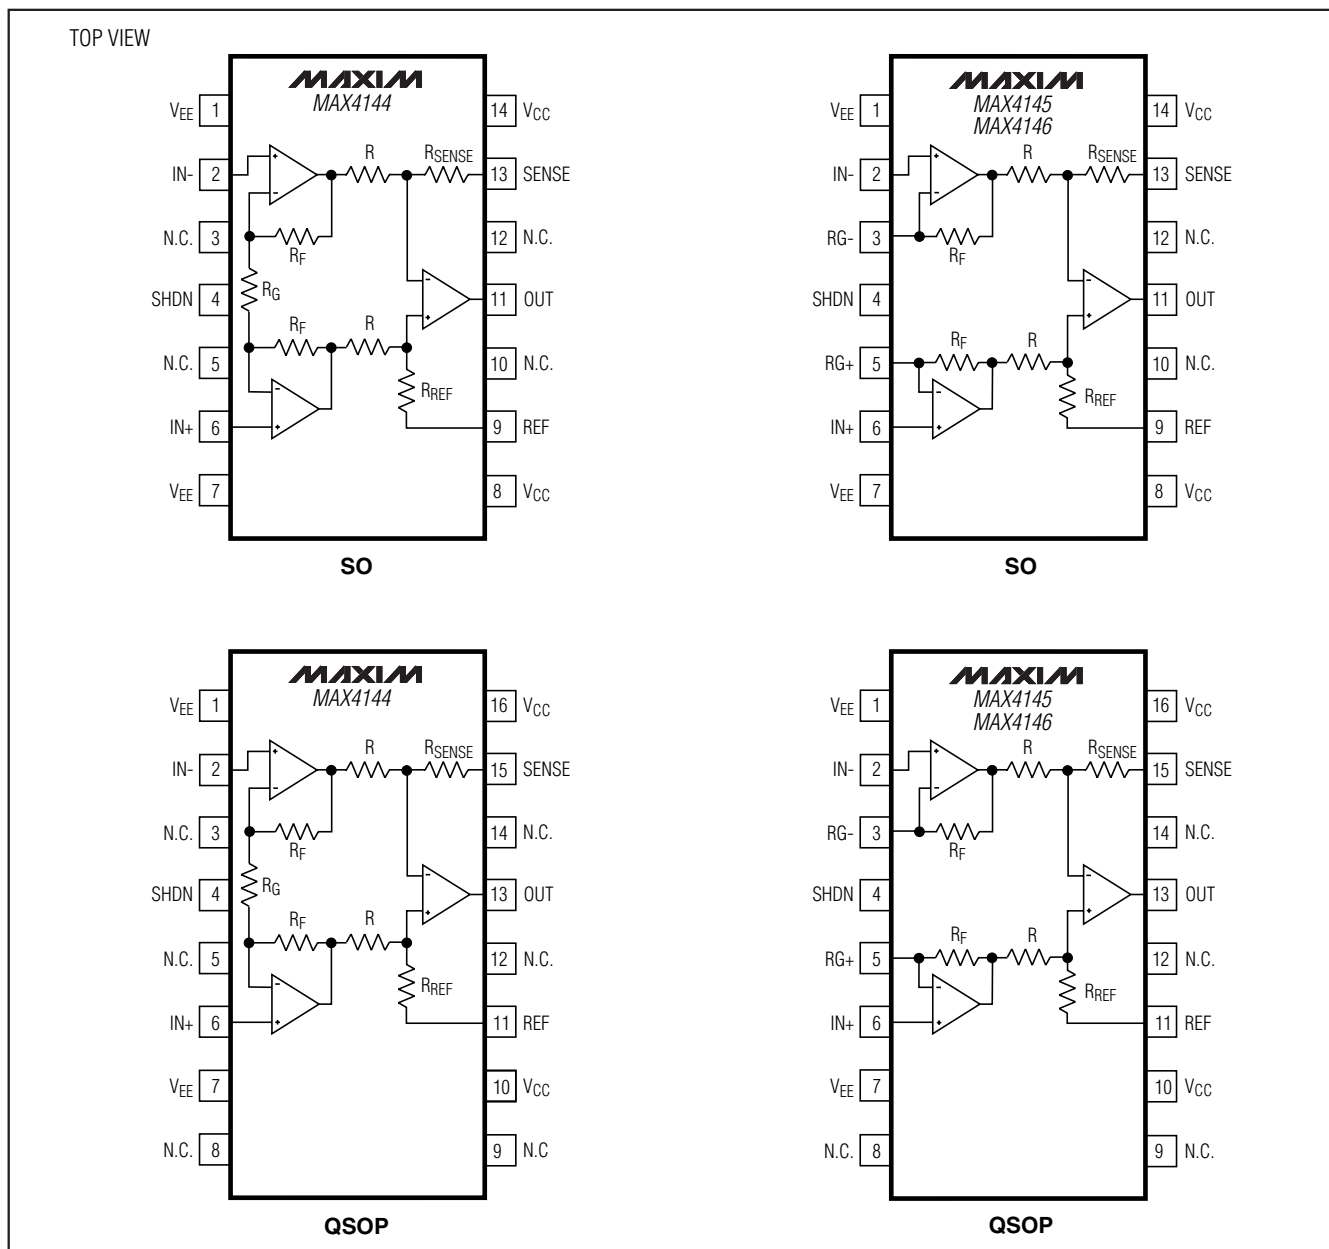 TOP VIEW
MAXIM
MAX4144
VEE 1
14 VCC
R
RSENSE
IN- 2
13 SENSE
N.C. 3
12 N.C.
RF
RG
SHDN 4
11 OUT
RF
R
N.C. 5
10 N.C.
RREF
IN+ 6
9 REF
VEE 7
8 VCC
SO
MAXIM
MAX4145
MAX4146
VEE 1
14 VCC
R
RSENSE
IN- 2
13 SENSE
RG- 3
12 N.C.
RF
SHDN 4
11 OUT
RF
R
RG+ 5
10 N.C.
RREF
IN+ 6
9 REF
VEE 7
8 VCC
SO
MAXIM
MAX4144
VEE 1
16 VCC
R
RSENSE
IN- 2
15 SENSE
N.C. 3
14 N.C.
RF
RG
SHDN 4
13 OUT
RF
R
N.C. 5
12 N.C.
RREF
IN+ 6
11 REF
VEE 7
10 VCC
N.C. 8
9 N.C
QSOP
MAXIM
MAX4145
MAX4146
VEE 1
16 VCC
R
RSENSE
IN- 2
15 SENSE
RG- 3
14 N.C.
RF
SHDN 4
13 OUT
RF
R
RG+ 5
12 N.C.
RREF
IN+ 6
11 REF
VEE 7
10 VCC
N.C. 8
9 N.C.
QSOP